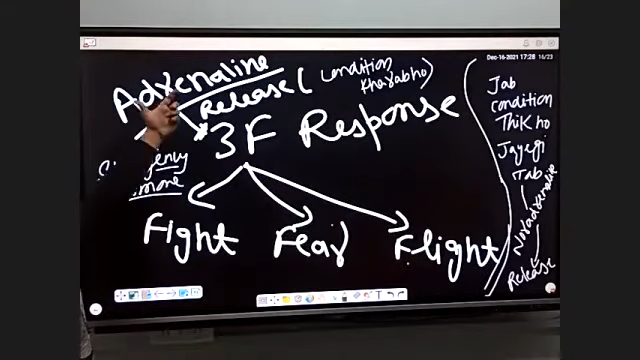 Dec-16-2021 17:28 16/23
Adrenaline
Release (condition
kharab ho)
3F Response
Fight Fear Flight
Jab
condition
Thik ho
Jayegi
Tab
Noradrenaline
Release